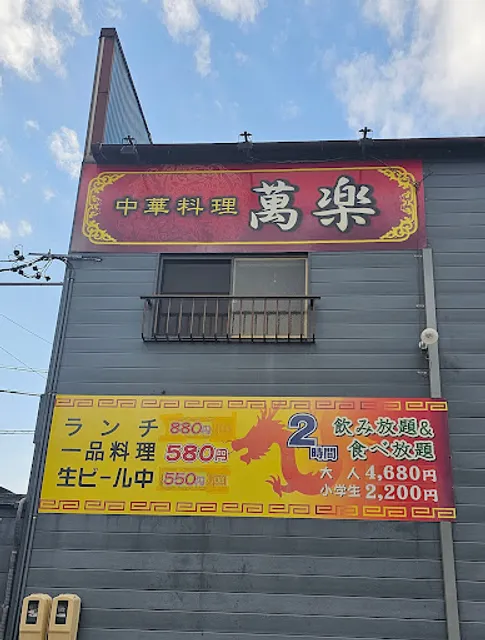 中華料理 萬楽
ランチ 880円
一品料理 580円
生ビール中 550円
2時間
飲み放題&
食べ放題
大人 4,680円
小学生 2,200円